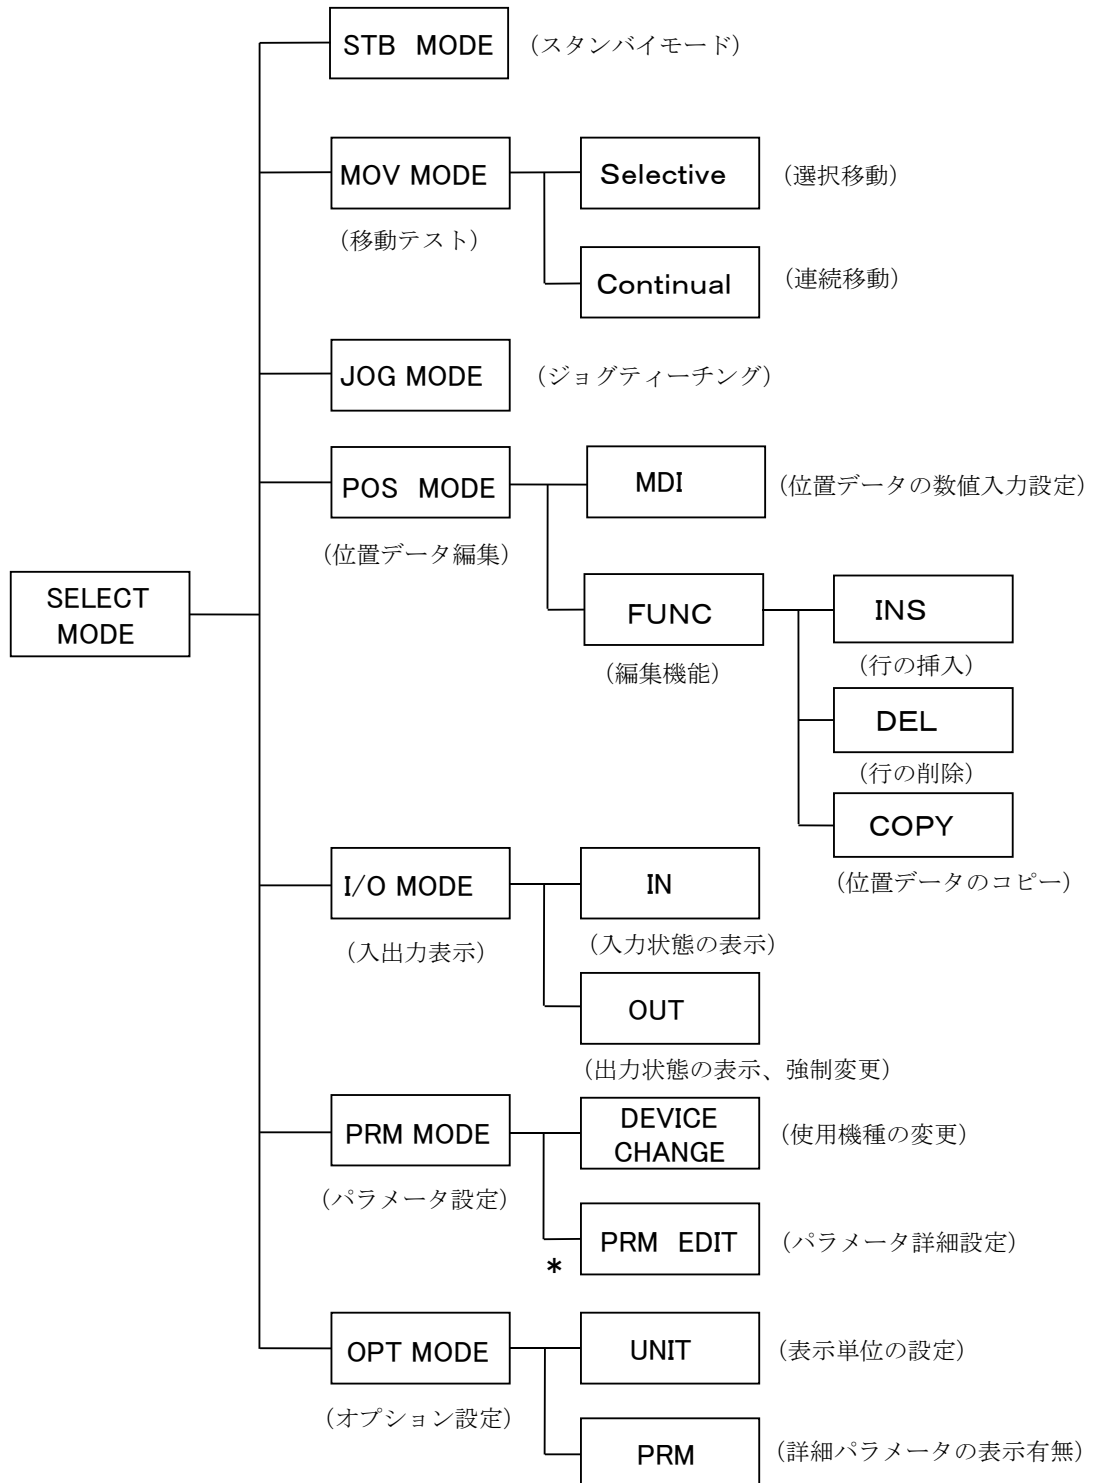 STB MODE (スタンバイモード)
MOV MODE
(移動テスト)
Selective (選択移動)
Continual (連続移動)
JOG MODE (ジョグティーチング)
POS MODE
(位置データ編集)
MDI (位置データの数値入力設定)
SELECT
MODE
FUNC
(編集機能)
INS
(行の挿入)
DEL
(行の削除)
COPY
(位置データのコピー)
I/O MODE
(入出力表示)
IN
(入力状態の表示)
OUT
(出力状態の表示、強制変更)
PRM MODE
(パラメータ設定)
DEVICE
CHANGE
(使用機種の変更)
*
PRM EDIT (パラメータ詳細設定)
OPT MODE
(オプション設定)
UNIT (表示単位の設定)
PRM (詳細パラメータの表示有無)